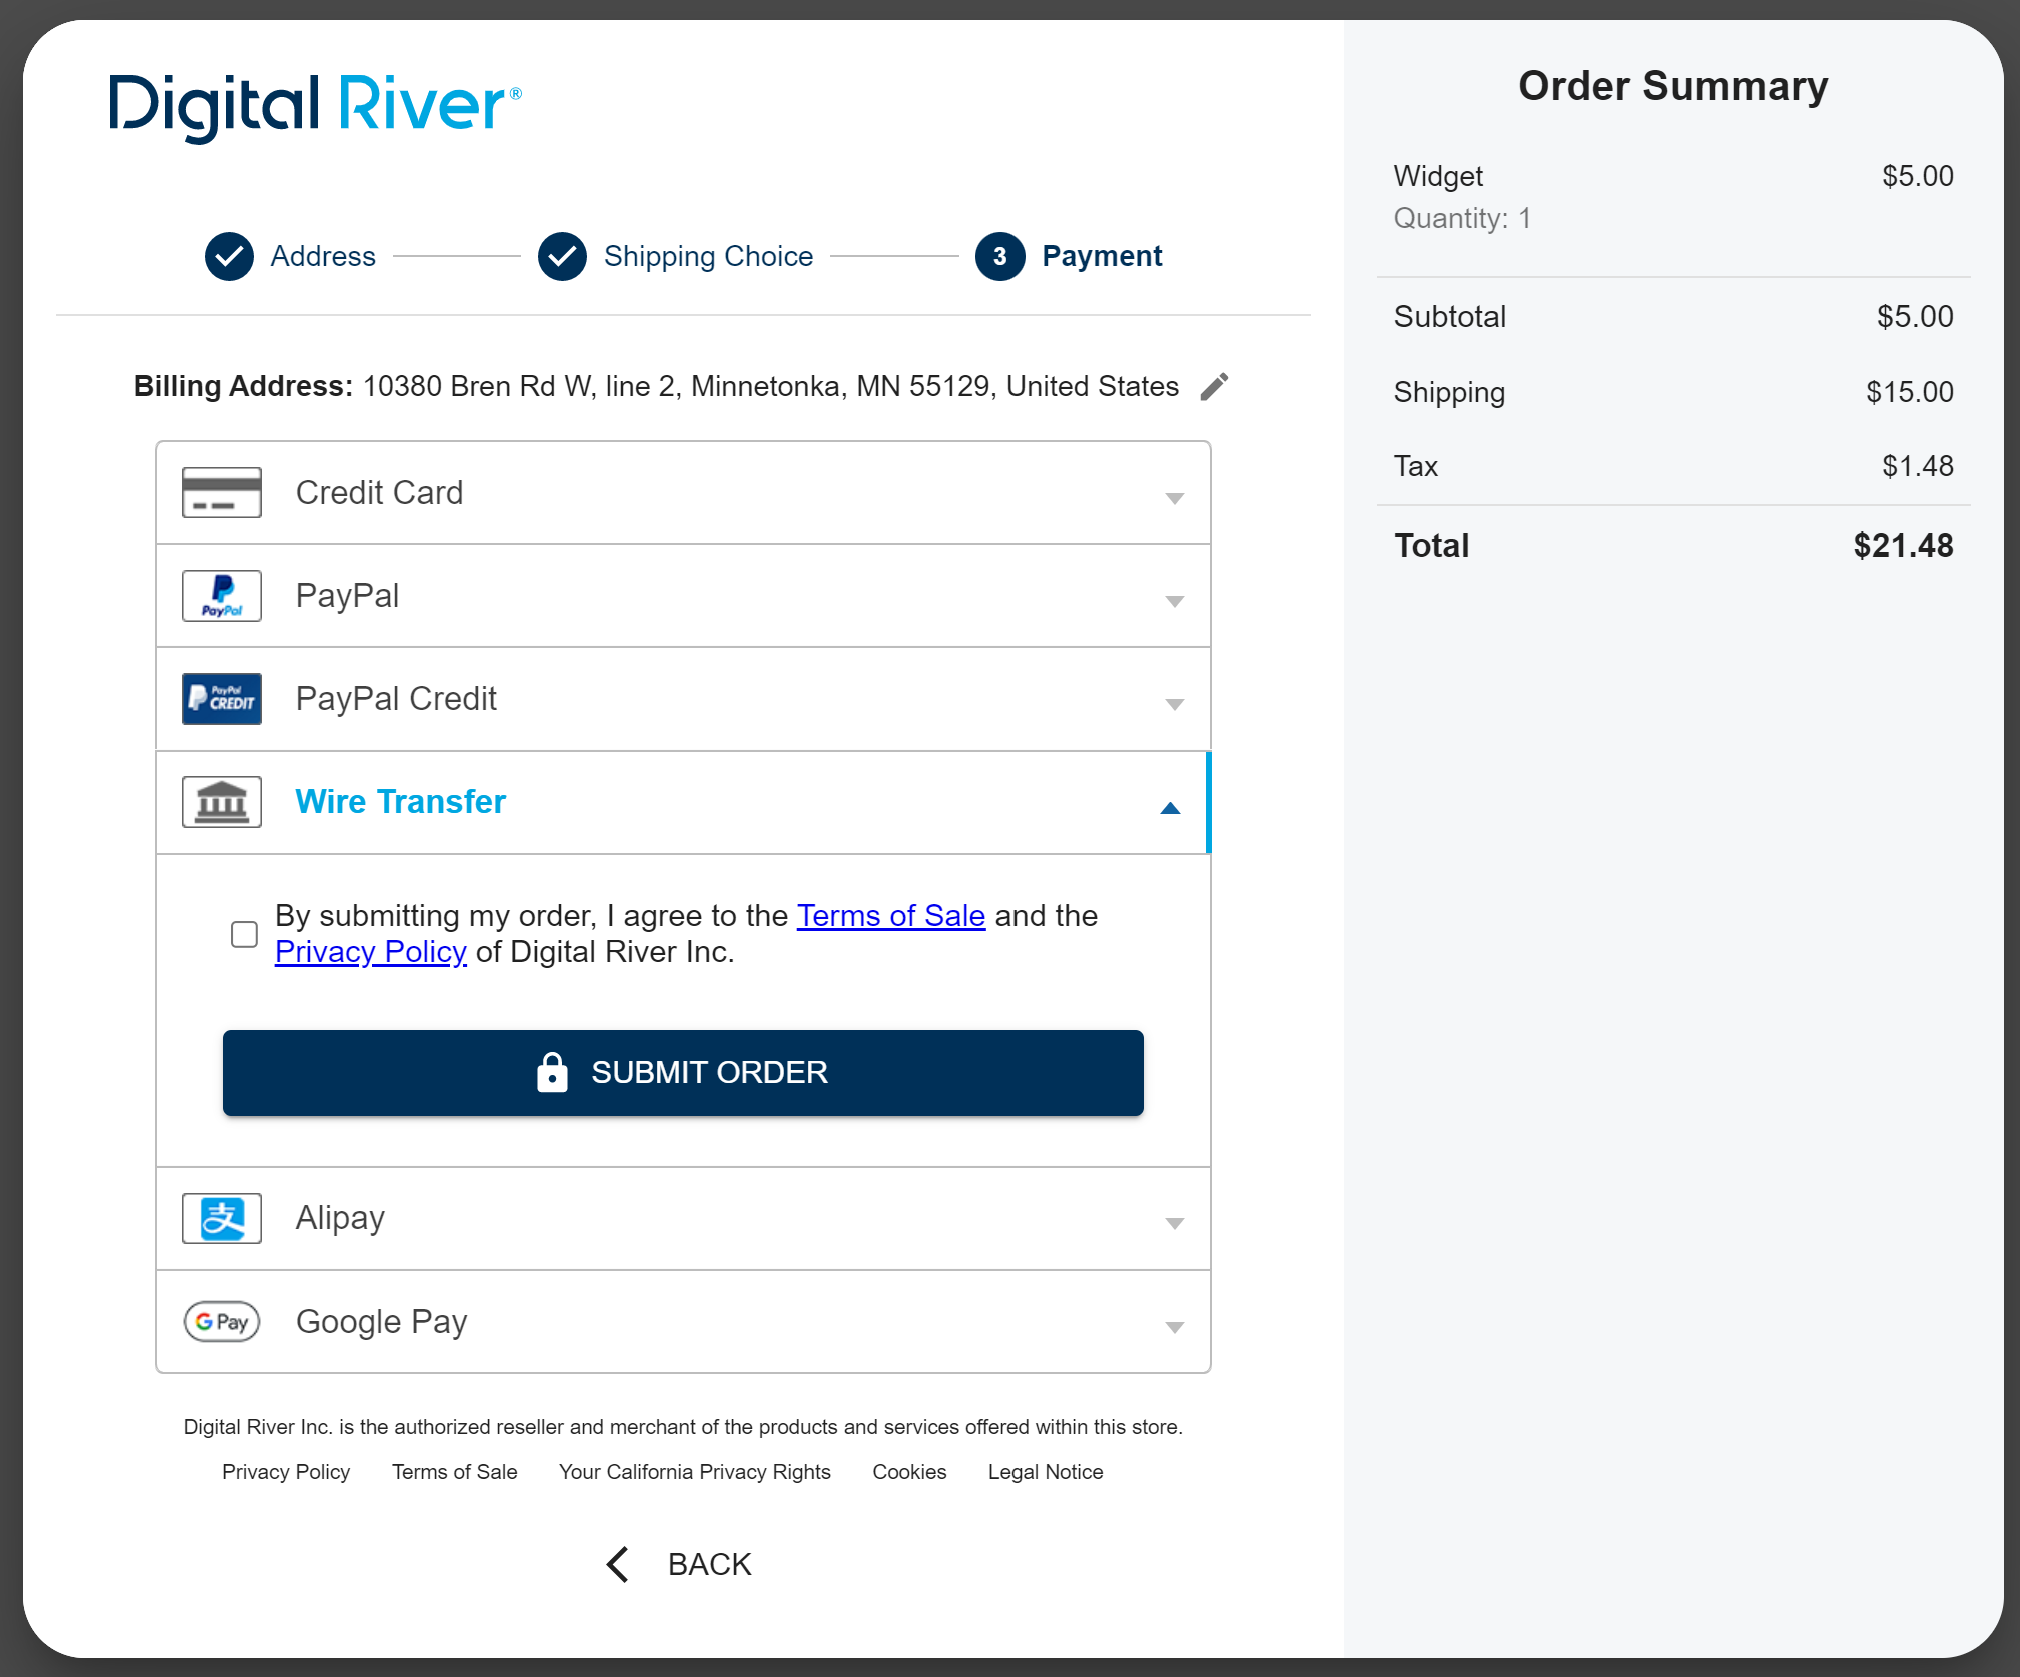 Digital River®
Address
Shipping Choice
3 Payment
Billing Address: 10380 Bren Rd W, line 2, Minnetonka, MN 55129, United States
Credit Card
PayPal
PayPal
PayPal
CREDIT
PayPal Credit
Wire Transfer
By submitting my order, I agree to the Terms of Sale and the
Privacy Policy of Digital River Inc.
SUBMIT ORDER
支
Alipay
G Pay
Google Pay
Digital River Inc. is the authorized reseller and merchant of the products and services offered within this store.
Privacy Policy Terms of Sale Your California Privacy Rights Cookies Legal Notice
BACK
Order Summary
Widget $5.00
Quantity: 1
Subtotal $5.00
Shipping $15.00
Tax $1.48
Total $21.48